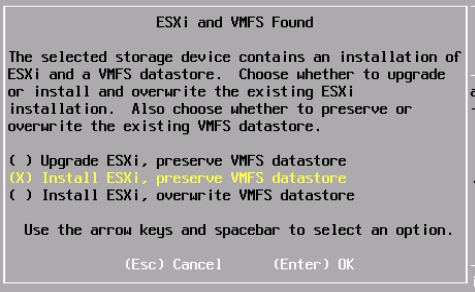 ESXi and VMFS Found
The selected storage device contains an installation of
ESXi and a VMFS datastore. Choose whether to upgrade
or install and overwrite the existing ESXi
installation. Also choose whether to preserve or
overwrite the existing VMFS datastore.
( ) Upgrade ESXi, preserve VMFS datastore
(X) Install ESXi, preserve VMFS datastore
( ) Install ESXi, overwrite VMFS datastore
Use the arrow keys and spacebar to select an option.
(Esc) Cancel (Enter) OK